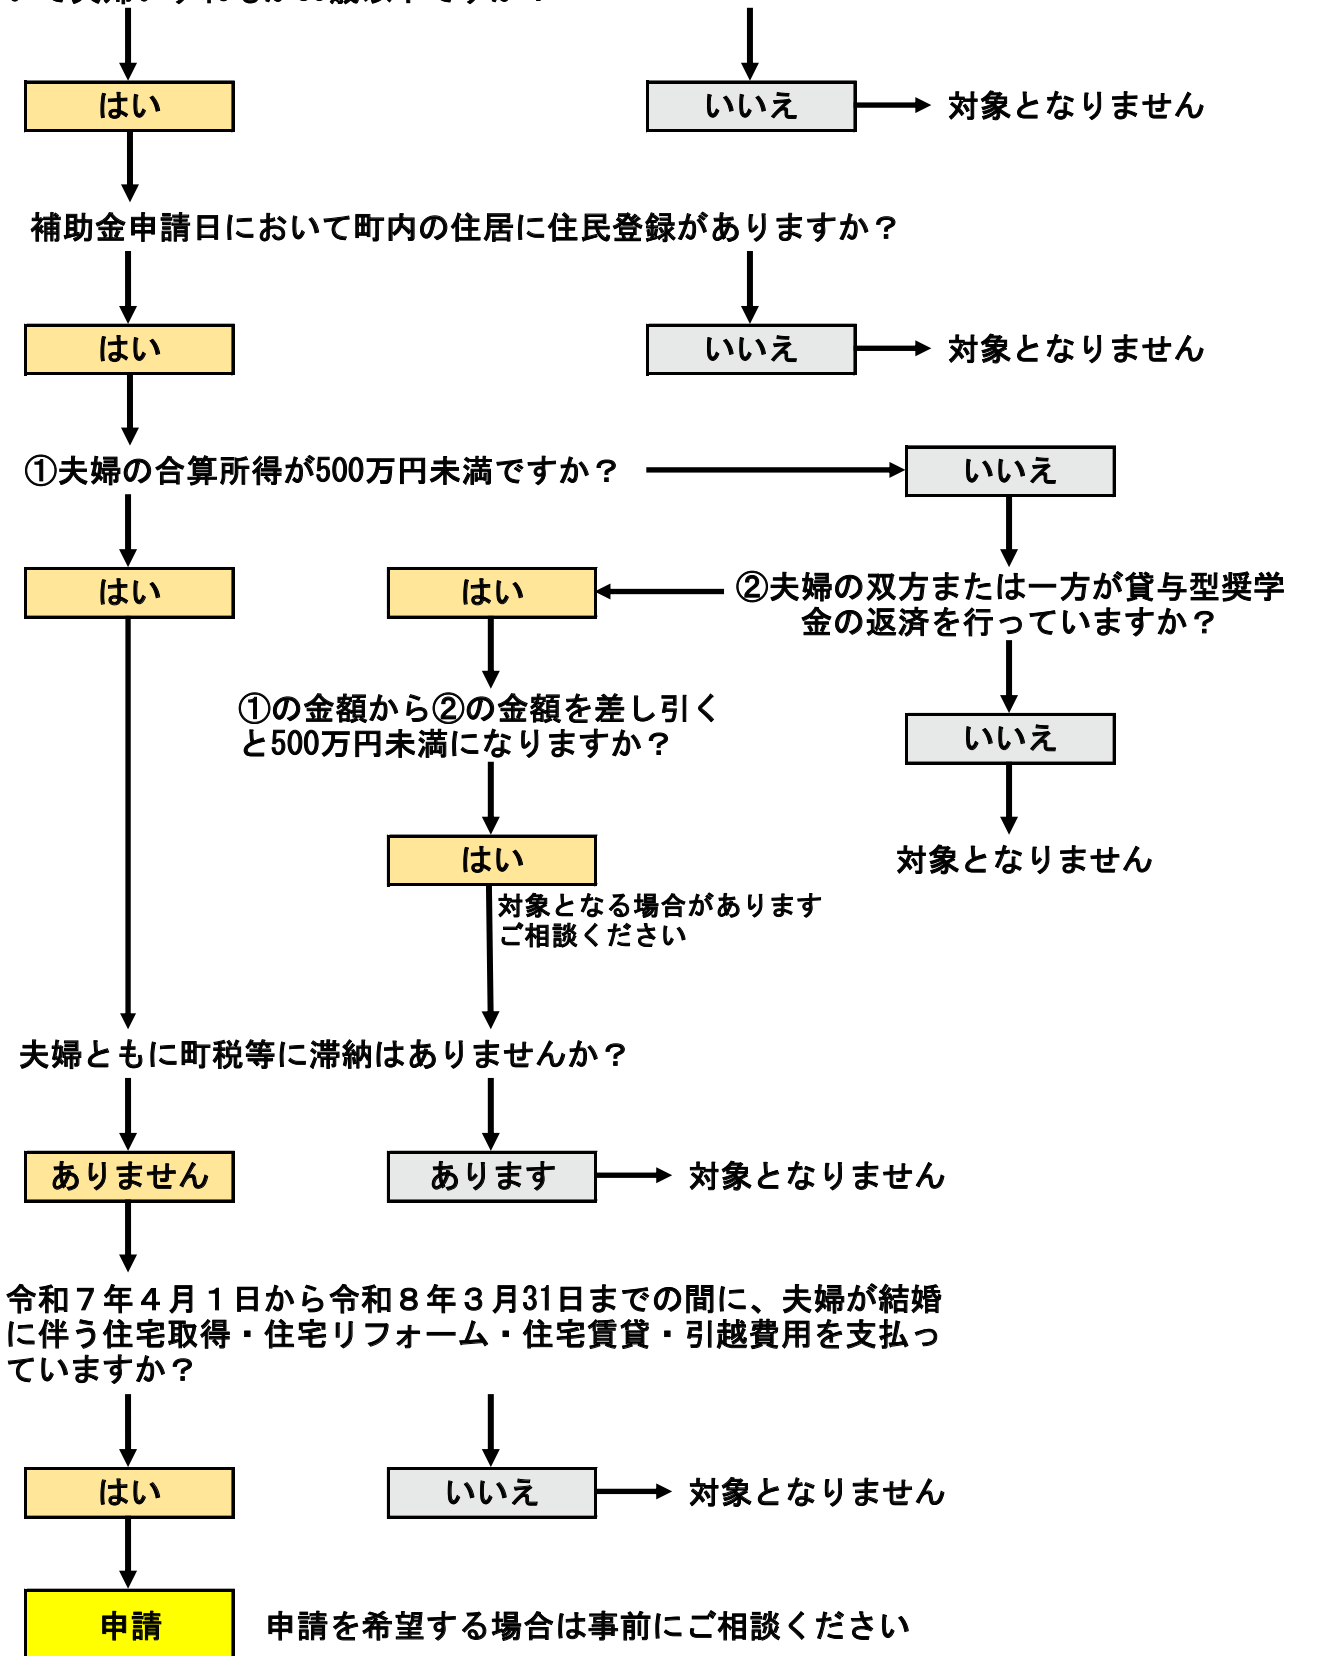 はい
いいえ
対象となりません
補助金申請日において町内の住居に住民登録がありますか？
はい
いいえ
対象となりません
①夫婦の合算所得が500万円未満ですか？
いいえ
はい
はい
②夫婦の双方または一方が貸与型奨学
金の返済を行っていますか？
①の金額から②の金額を差し引く
と500万円未満になりますか？
いいえ
はい
対象となりません
対象となる場合があります
ご相談ください
夫婦ともに町税等に滞納はありませんか？
ありません
あります
対象となりません
令和７年４月１日から令和８年３月31日までの間に、夫婦が結婚
に伴う住宅取得・住宅リフォーム・住宅賃貸・引越費用を支払っ
ていますか？
はい
いいえ
対象となりません
申請
申請を希望する場合は事前にご相談ください